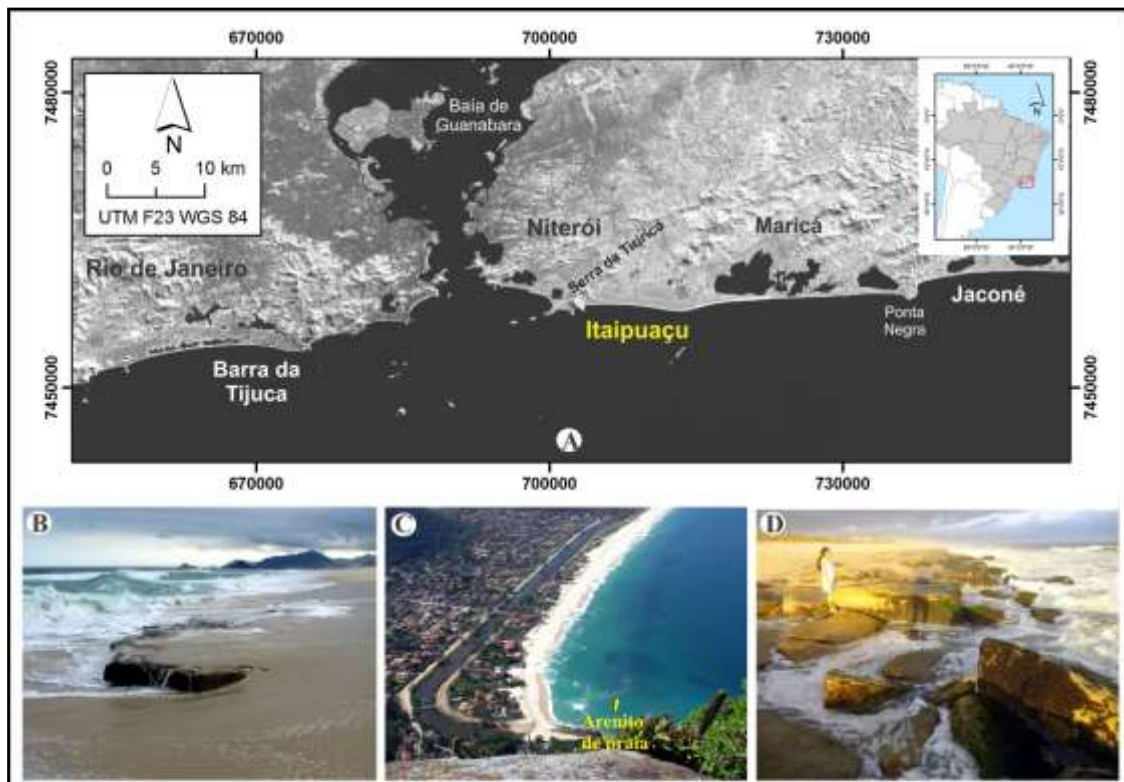 670000
700000
730000
7480000
7480000
N
0 5 10 km
UTM F23 WGS 84
Baía de
Guanabara
Niterói
Maricá
Serra da Tiririca
Rio de Janeiro
Itaipuaçu
Jaconé
Ponta
Negra
Barra da
Tijuca
7450000
7450000
A
670000
700000
730000
B
C
D
Arenito
de praia